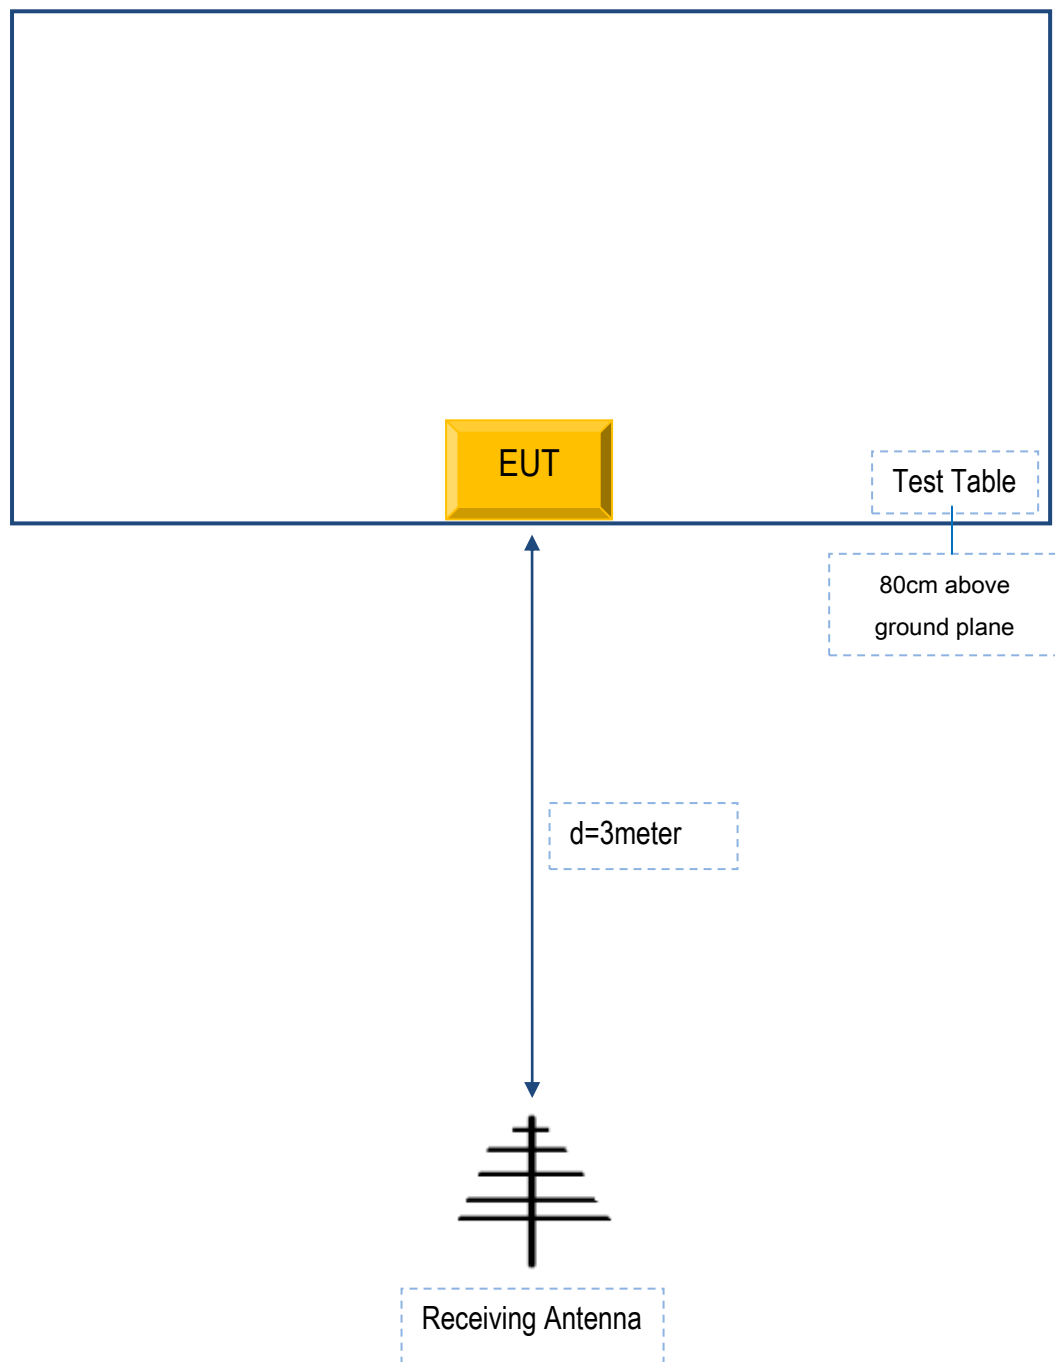 EUT
Test Table
80cm above
ground plane
d=3meter
Receiving Antenna